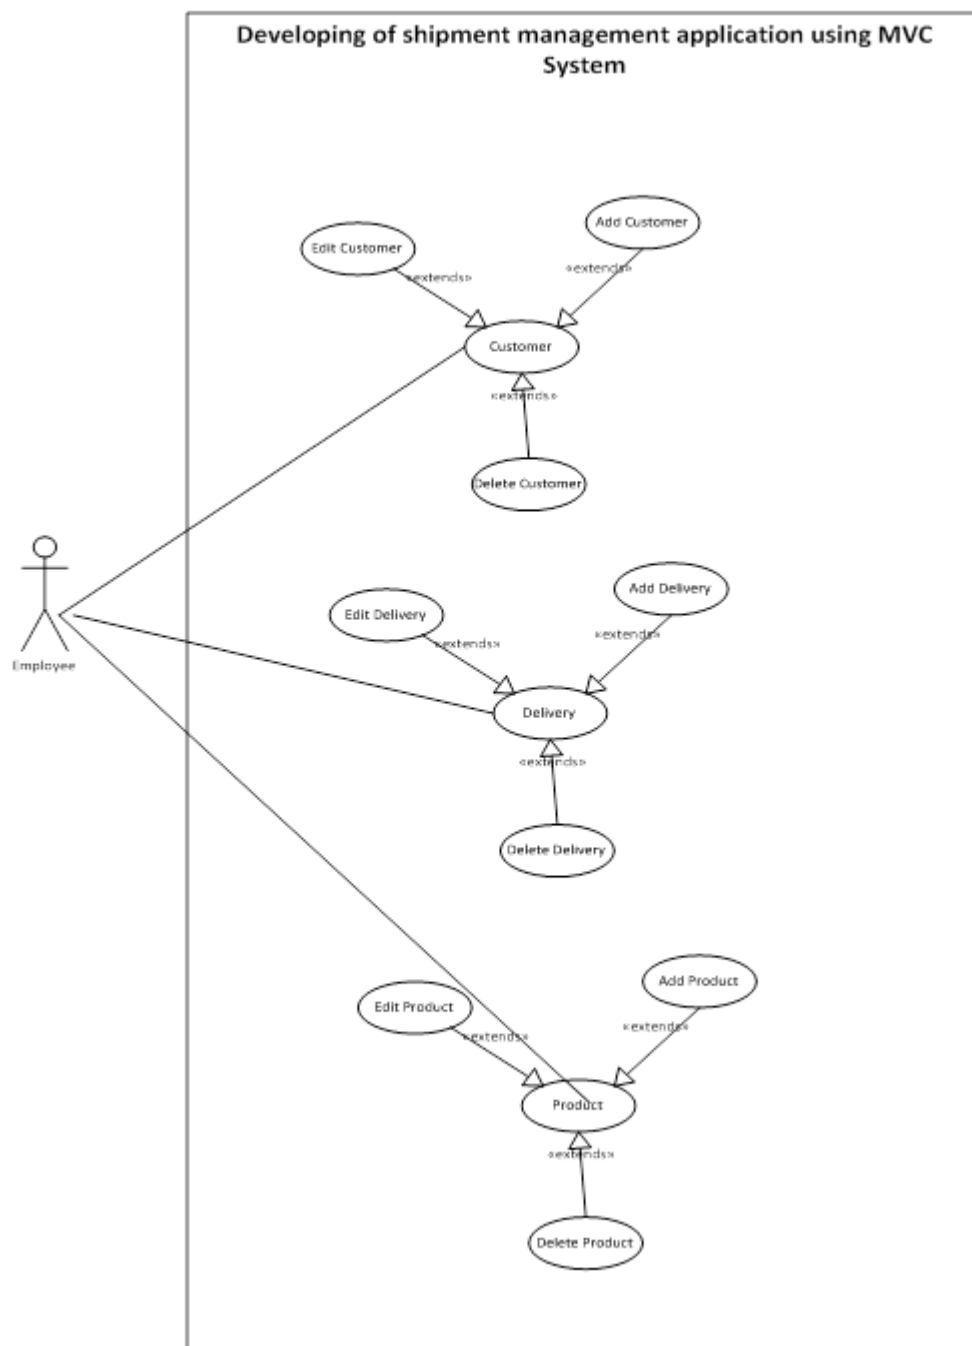 Developing of shipment management application using MVC
System
Add Customer
Edit Customer
«extends»
«extends»
Customer
«extends»
Delete Customer
Employee
Add Delivery
Edit Delivery
«extends»
«extends»
Delivery
«extends»
Delete Delivery
Add Product
Edit Product
«extends»
«extends»
Product
«extends»
Delete Product